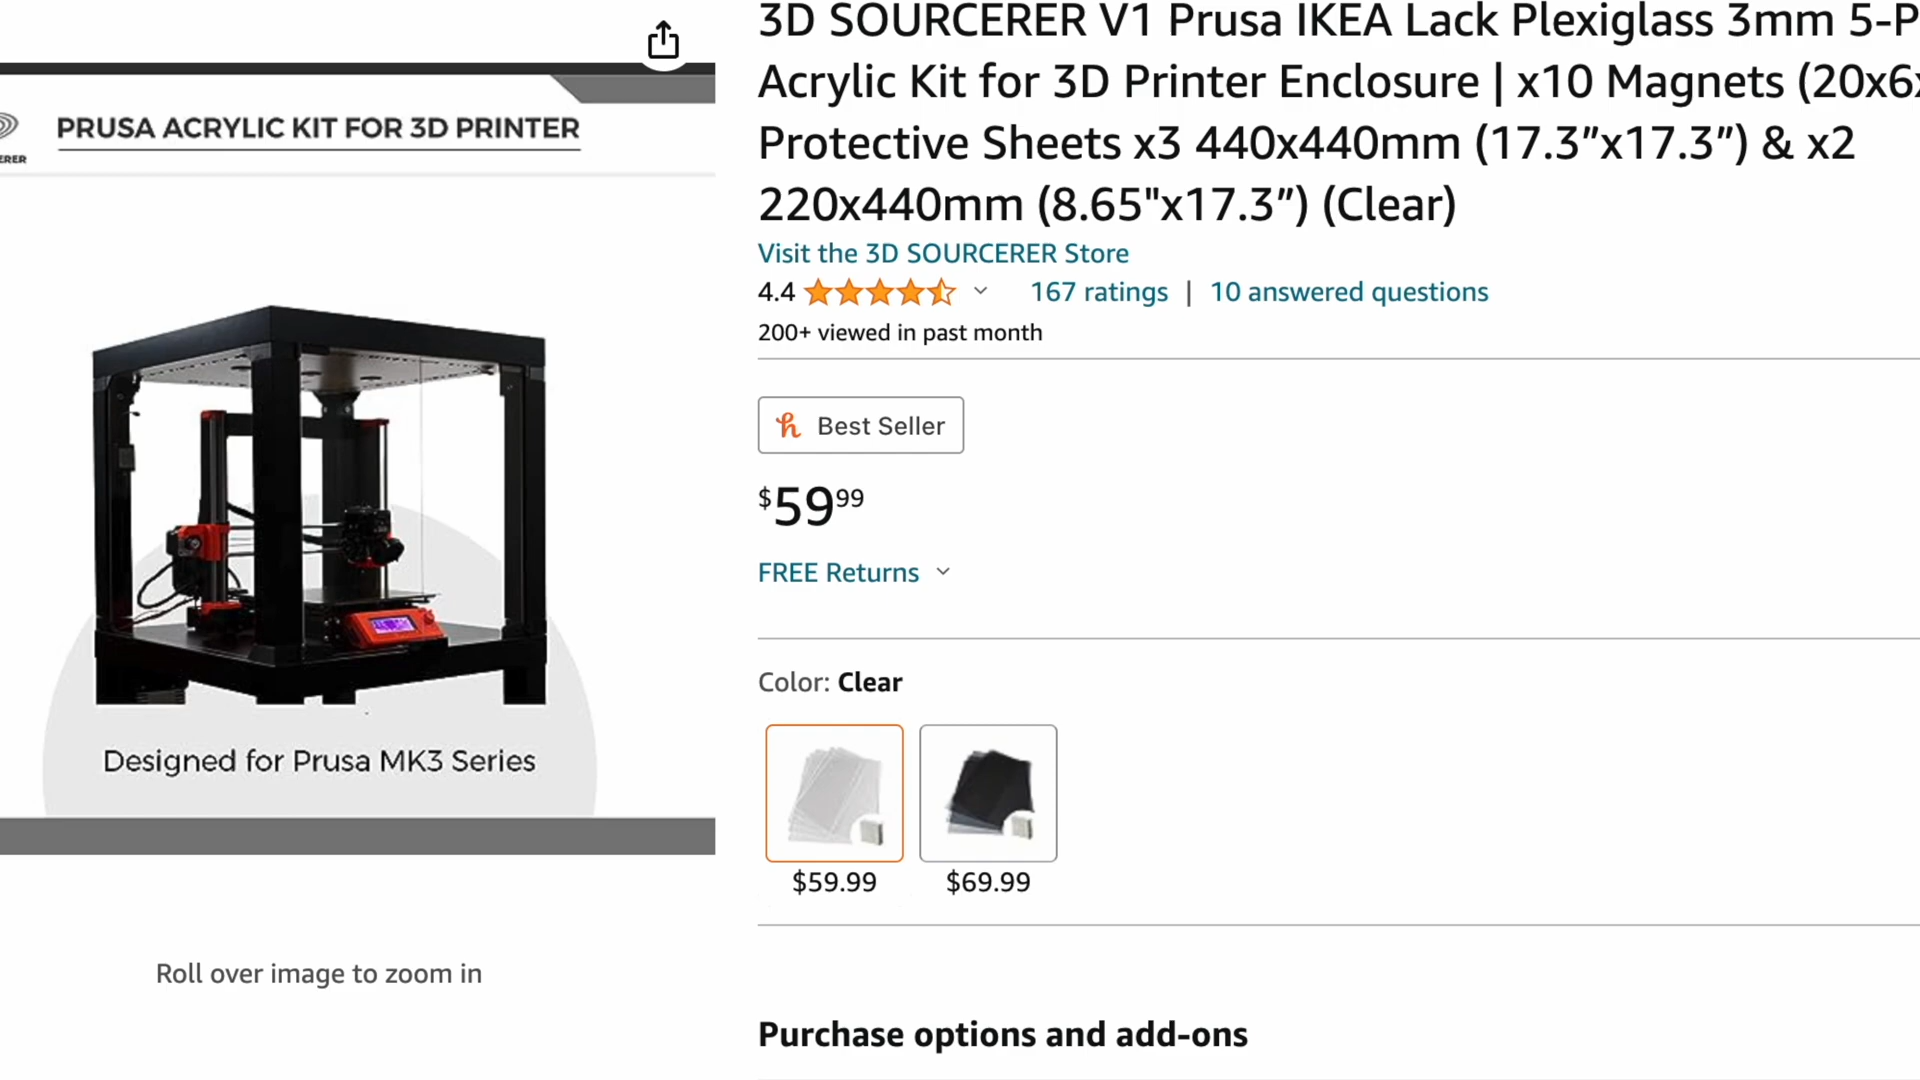 ERER
PRUSA ACRYLIC KIT FOR 3D PRINTER
Designed for Prusa MK3 Series
Roll over image to zoom in
3D SOURCERER V1 Prusa IKEA Lack Plexiglass 3mm 5-P
Acrylic Kit for 3D Printer Enclosure | x10 Magnets (20x6x
Protective Sheets x3 440x440mm (17.3”x17.3”) & x2
220x440mm (8.65"x17.3”) (Clear)
Visit the 3D SOURCERER Store
4.4 167 ratings | 10 answered questions
200+ viewed in past month
Best Seller
$59 99
FREE Returns
Color: Clear
$59.99 $69.99
Purchase options and add-ons